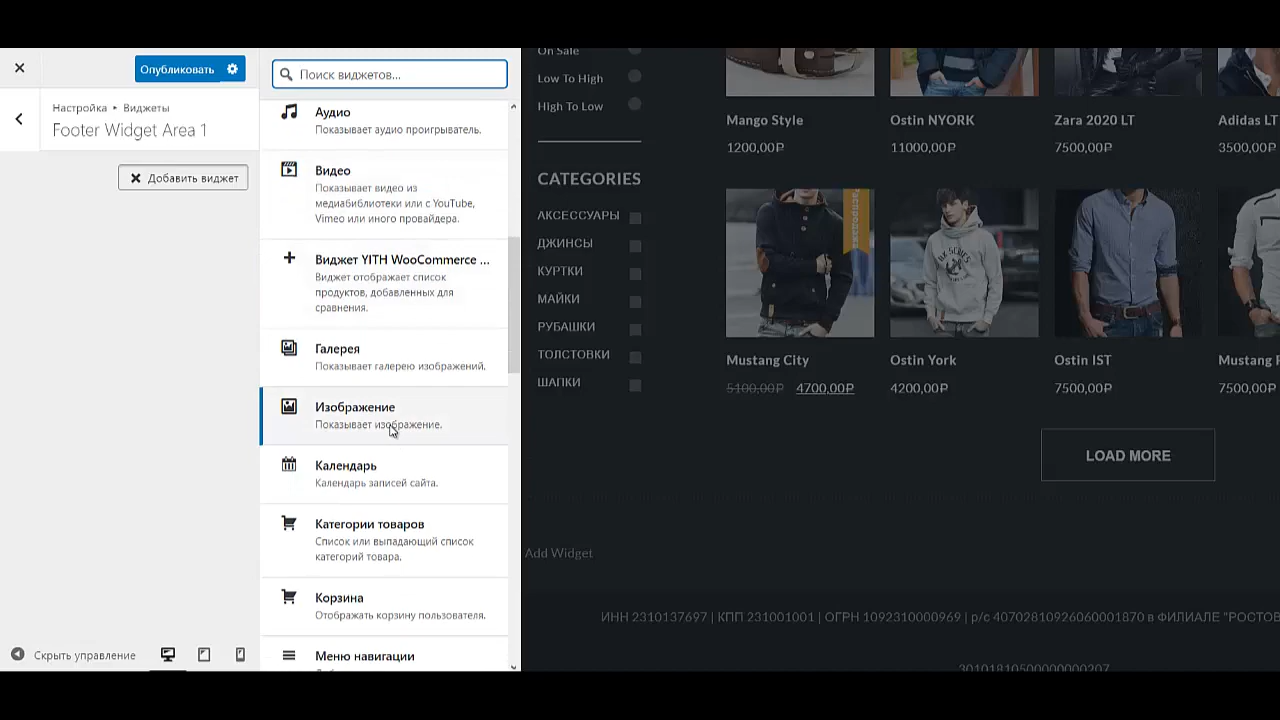 Опубликовать
Настройка ▸ Виджеты
Footer Widget Area 1
Добавить виджет
Скрыть управление
Поиск виджетов...
Аудио
Показывает аудио проигрыватель.
Видео
Показывает видео из
медиабиблиотеки или с YouTube,
Vimeo или иного провайдера.
Виджет YITH WooCommerce ...
Виджет отображает список
продуктов, добавленных для
сравнения.
Галерея
Показывает галерею изображений.
Изображение
Показывает изображение.
Календарь
Календарь записей сайта.
Категории товаров
Список или выпадающий список
категорий товара.
Корзина
Отображать корзину пользователя.
Меню навигации
On Sale
Low To High
High To Low
CATEGORIES
АКСЕССУАРЫ
ДЖИНСЫ
КУРТКИ
МАЙКИ
РУБАШКИ
ТОЛСТОВКИ
ШАПКИ
Mango Style
1200,00₽
Ostin NYORK
11000,00₽
Zara 2020 LT
7500,00₽
Adidas LT
3500,00₽
Распродажа
Mustang City
5100,00₽ 4700,00₽
Ostin York
4200,00₽
Ostin IST
7500,00₽
Mustang
7500,00₽
LOAD MORE
Add Widget
ИНН 2310137697 | КПП 231001001 | ОГРН 1092310000969 | р/с 40702810926060001870 в ФИЛИАЛЕ "РОСТОВ
30101810500000000207